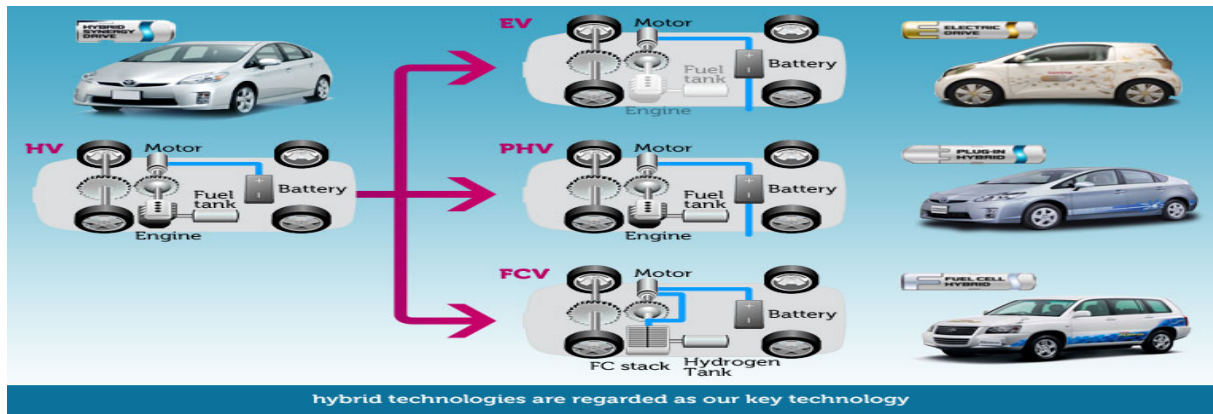 HYBRID
SYNERGY
DRIVE
HV
Motor
Battery
Fuel
tank
Engine
EV
Motor
Battery
Fuel
tank
Engine
ELECTRIC
DRIVE
PHV
Motor
Battery
Fuel
tank
Engine
PLUG-IN
HYBRID
FCV
Motor
Battery
FC stack
Hydrogen
Tank
FUEL CELL
HYBRID
hybrid technologies are regarded as our key technology